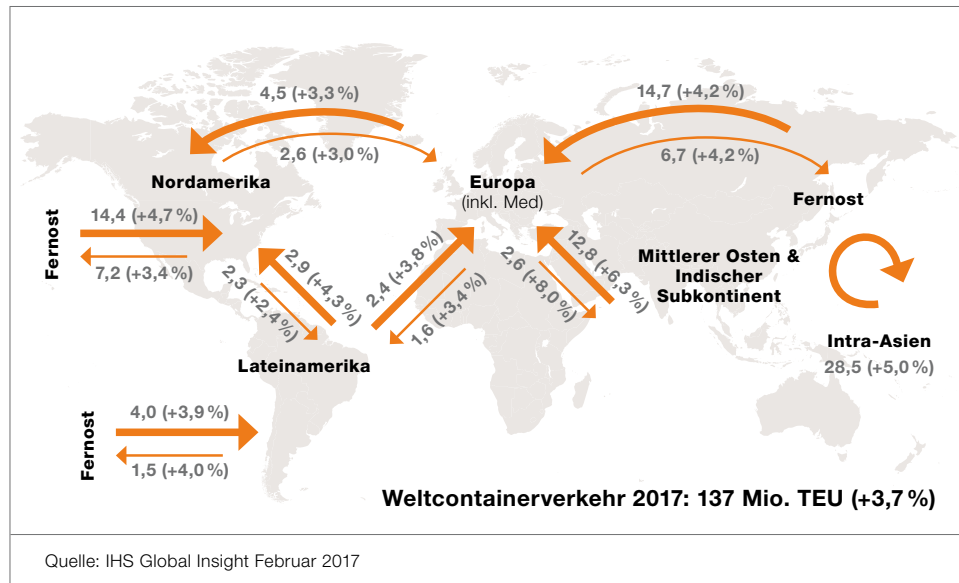 4,5 (+3,3 %)
14,7 (+4,2 %)
2,6 (+3,0 %)
6,7 (+4,2 %)
Nordamerika
Europa
(inkl. Med)
Fernost
Fernost
14,4 (+4,7 %)
7,2 (+3,4 %)
2,9 (+4,3 %)
2,3 (+2,4 %)
2,4 (+3,8 %)
1,6 (+3,4 %)
12,8 (+6,3 %)
2,6 (+8,0 %)
Mittlerer Osten &
Indischer
Subkontinent
Lateinamerika
Intra-Asien
28,5 (+5,0 %)
Fernost
4,0 (+3,9 %)
1,5 (+4,0 %)
Weltcontainerverkehr 2017: 137 Mio. TEU (+3,7 %)
Quelle: IHS Global Insight Februar 2017